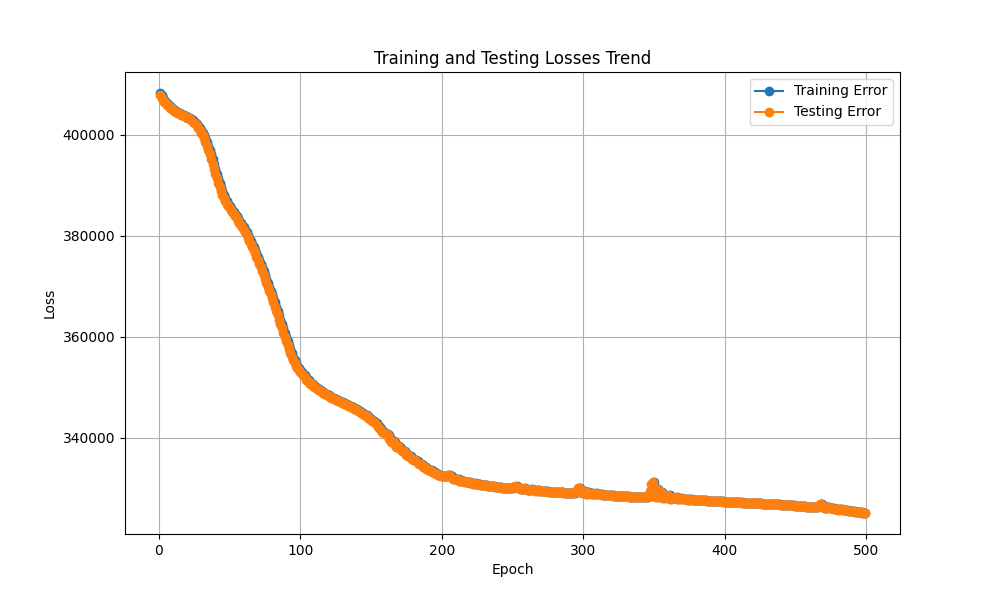 Training and Testing Losses Trend
Training Error
Testing Error
Loss
400000
380000
360000
340000
0 100 200 300 400 500
Epoch